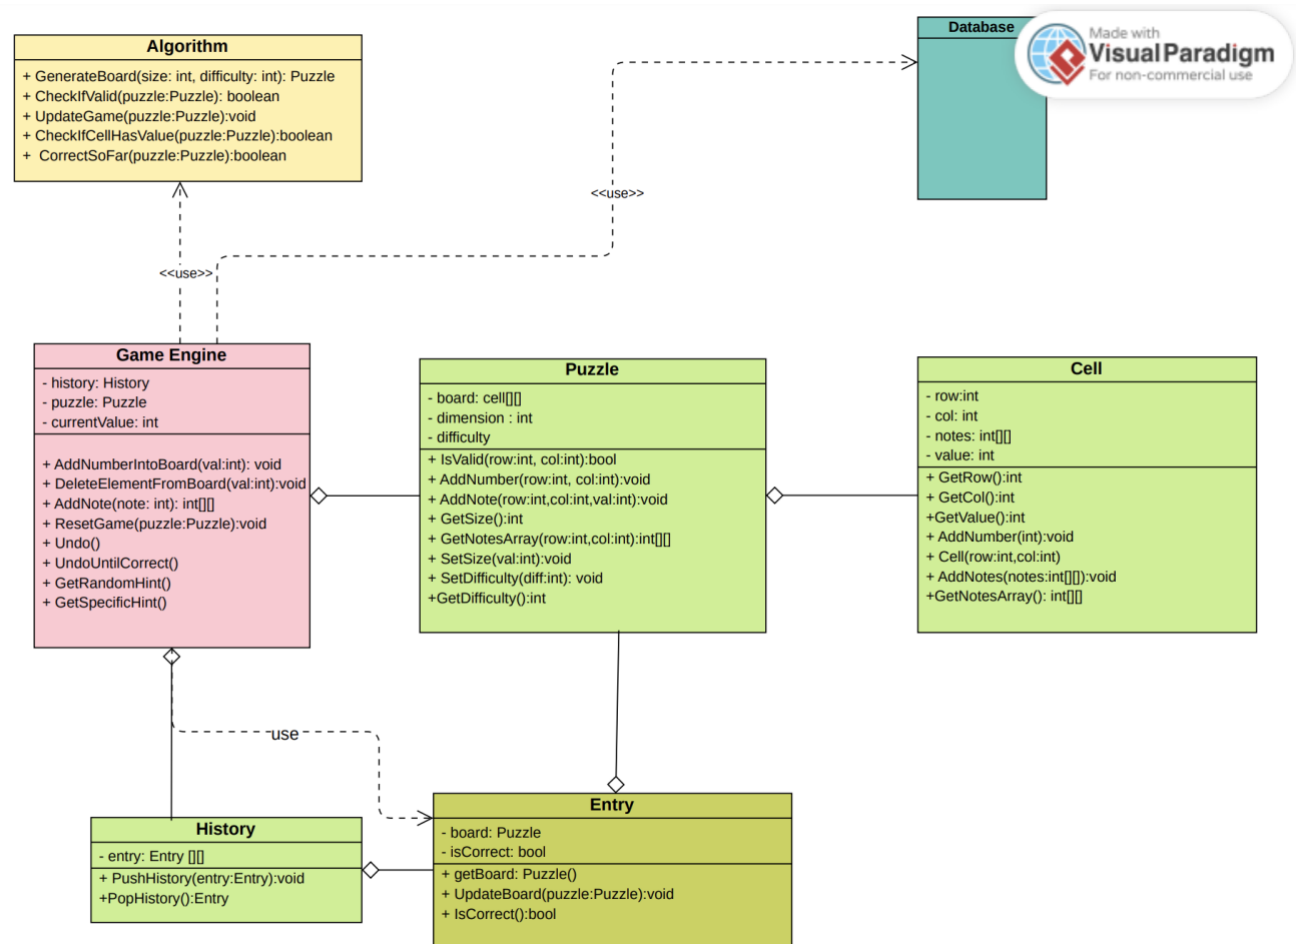 Algorithm
+ GenerateBoard(size: int, difficulty: int): Puzzle
+ CheckIfValid(puzzle:Puzzle): boolean
+ UpdateGame(puzzle:Puzzle):void
+ CheckIfCellHasValue(puzzle:Puzzle):boolean
+ CorrectSoFar(puzzle:Puzzle):boolean
Database
Made with
Visual Paradigm
For non-commercial use
<<use>>
<<use>>
Game Engine
- history: History
- puzzle: Puzzle
- currentValue: int
+ AddNumberIntoBoard(val:int): void
+ DeleteElementFromBoard(val:int):void
+ AddNote(note: int): int[][]
+ ResetGame(puzzle:Puzzle):void
+ Undo()
+ UndoUntilCorrect()
+ GetRandomHint()
+ GetSpecificHint()
Puzzle
- board: cell[][]
- dimension : int
- difficulty
+ IsValid(row:int, col:int):bool
+ AddNumber(row:int, col:int):void
+ AddNote(row:int,col:int,val:int):void
+ GetSize():int
+ GetNotesArray(row:int,col:int):int[][]
+ SetSize(val:int):void
+ SetDifficulty(diff:int): void
+GetDifficulty():int
Cell
- row:int
- col: int
- notes: int[][]
- value: int
+ GetRow():int
+ GetCol():int
+GetValue():int
+ AddNumber(int):void
+ Cell(row:int,col:int)
+ AddNotes(notes:int[][]):void
+GetNotesArray(): int[][]
use
History
- entry: Entry [][]
+ PushHistory(entry:Entry):void
+PopHistory():Entry
Entry
- board: Puzzle
- isCorrect: bool
+ getBoard: Puzzle()
+ UpdateBoard(puzzle:Puzzle):void
+ IsCorrect():bool